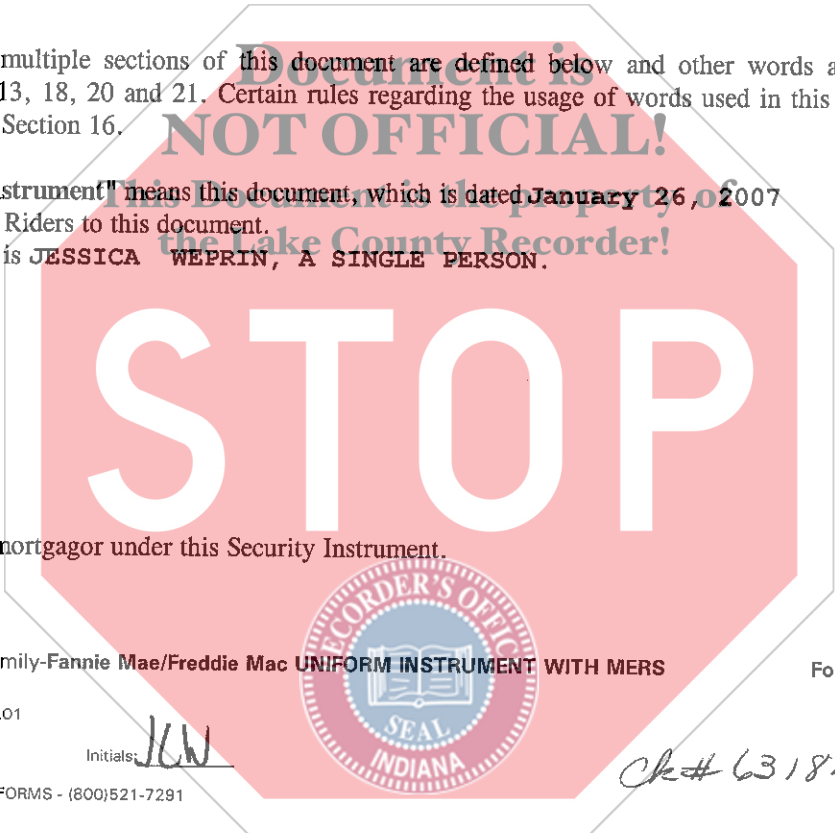 multiple sections of this document are defined below and other words a
Document is
13, 18, 20 and 21. Certain rules regarding the usage of words used in this
Section 16.
NOT OFFICIAL!
strument" means this document, which is dated January 26, 2007
This Document is the property of
Riders to this document.
the Lake County Recorder!
is JESSICA WEPRIN, A SINGLE PERSON.
STOP
mortgagor under this Security Instrument.
RECORDER'S OFFIC
mily-Fannie Mae/Freddie Mac UNIFORM INSTRUMENT WITH MERS
Fo
.01
SEAL
Initials: JCW
INDIANA
Ck# 6318
FORMS - (800)521-7291